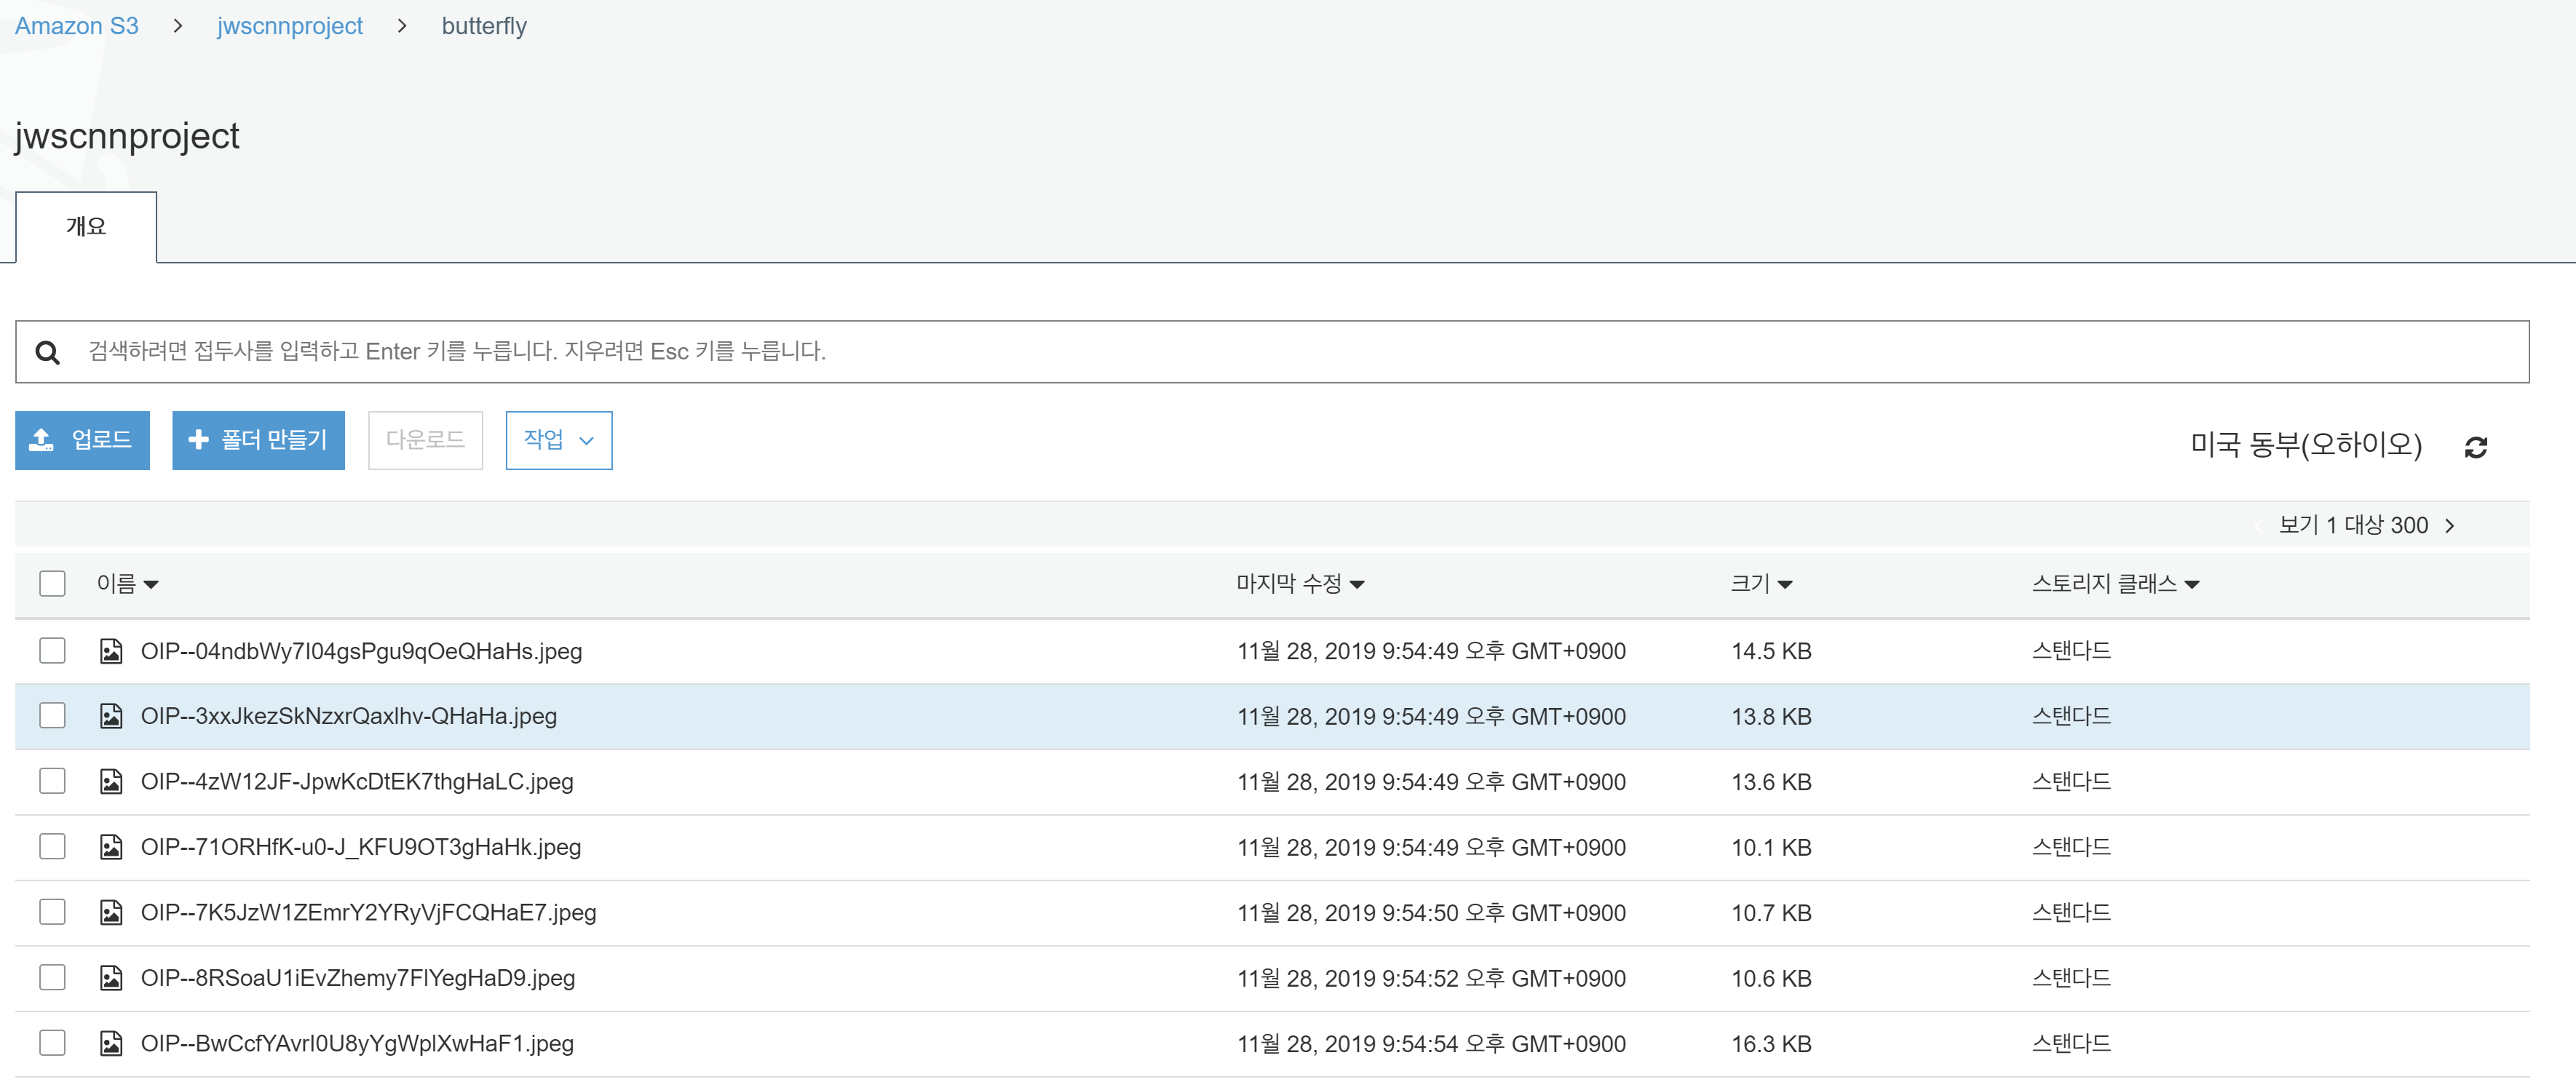 Amazon S3 > jwscnnproject > butterfly
jwscnnproject
개요
검색하려면 접두사를 입력하고 Enter 키를 누릅니다. 지우려면 Esc 키를 누릅니다.
업로드 폴더 만들기 다운로드 작업 미국 동부(오하이오)
보기 1 대상 300
이름 마지막 수정 크기 스토리지 클래스
OIP--04ndbWy7I04gsPgu9qOeQHaHs.jpeg 11월 28, 2019 9:54:49 오후 GMT+0900 14.5 KB 스탠다드
OIP--3xxJkezSkNzxrQaxlhv-QHaHa.jpeg 11월 28, 2019 9:54:49 오후 GMT+0900 13.8 KB 스탠다드
OIP--4zW12JF-JpwKcDtEK7thgHaLC.jpeg 11월 28, 2019 9:54:49 오후 GMT+0900 13.6 KB 스탠다드
OIP--71ORHfK-u0-J_KFU9OT3gHaHk.jpeg 11월 28, 2019 9:54:49 오후 GMT+0900 10.1 KB 스탠다드
OIP--7K5JzW1ZEmrY2YRyVjFCQHaE7.jpeg 11월 28, 2019 9:54:50 오후 GMT+0900 10.7 KB 스탠다드
OIP--8RSoaU1iEvZhemy7FlYegHaD9.jpeg 11월 28, 2019 9:54:52 오후 GMT+0900 10.6 KB 스탠다드
OIP--BwCcfYAvrI0U8yYgWplXwHaF1.jpeg 11월 28, 2019 9:54:54 오후 GMT+0900 16.3 KB 스탠다드